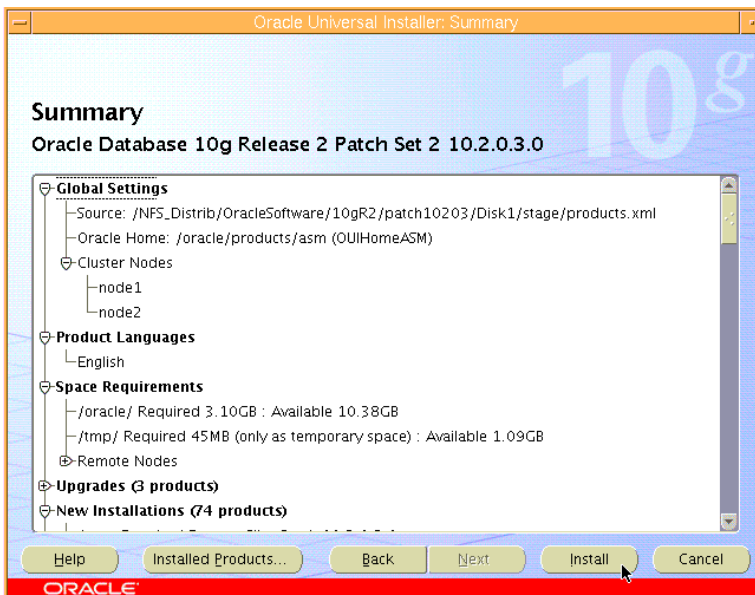 Oracle Universal Installer: Summary
10g
Summary
Oracle Database 10g Release 2 Patch Set 2 10.2.0.3.0
Global Settings
Source: /NFS_Distrib/OracleSoftware/10gR2/patch10203/Disk1/stage/products.xml
Oracle Home: /oracle/products/asm (OUIHomeASM)
Cluster Nodes
node1
node2
Product Languages
English
Space Requirements
/oracle/ Required 3.10GB : Available 10.38GB
/tmp/ Required 45MB (only as temporary space) : Available 1.09GB
Remote Nodes
Upgrades (3 products)
New Installations (74 products)
Help Installed Products... Back Next Install Cancel
ORACLE